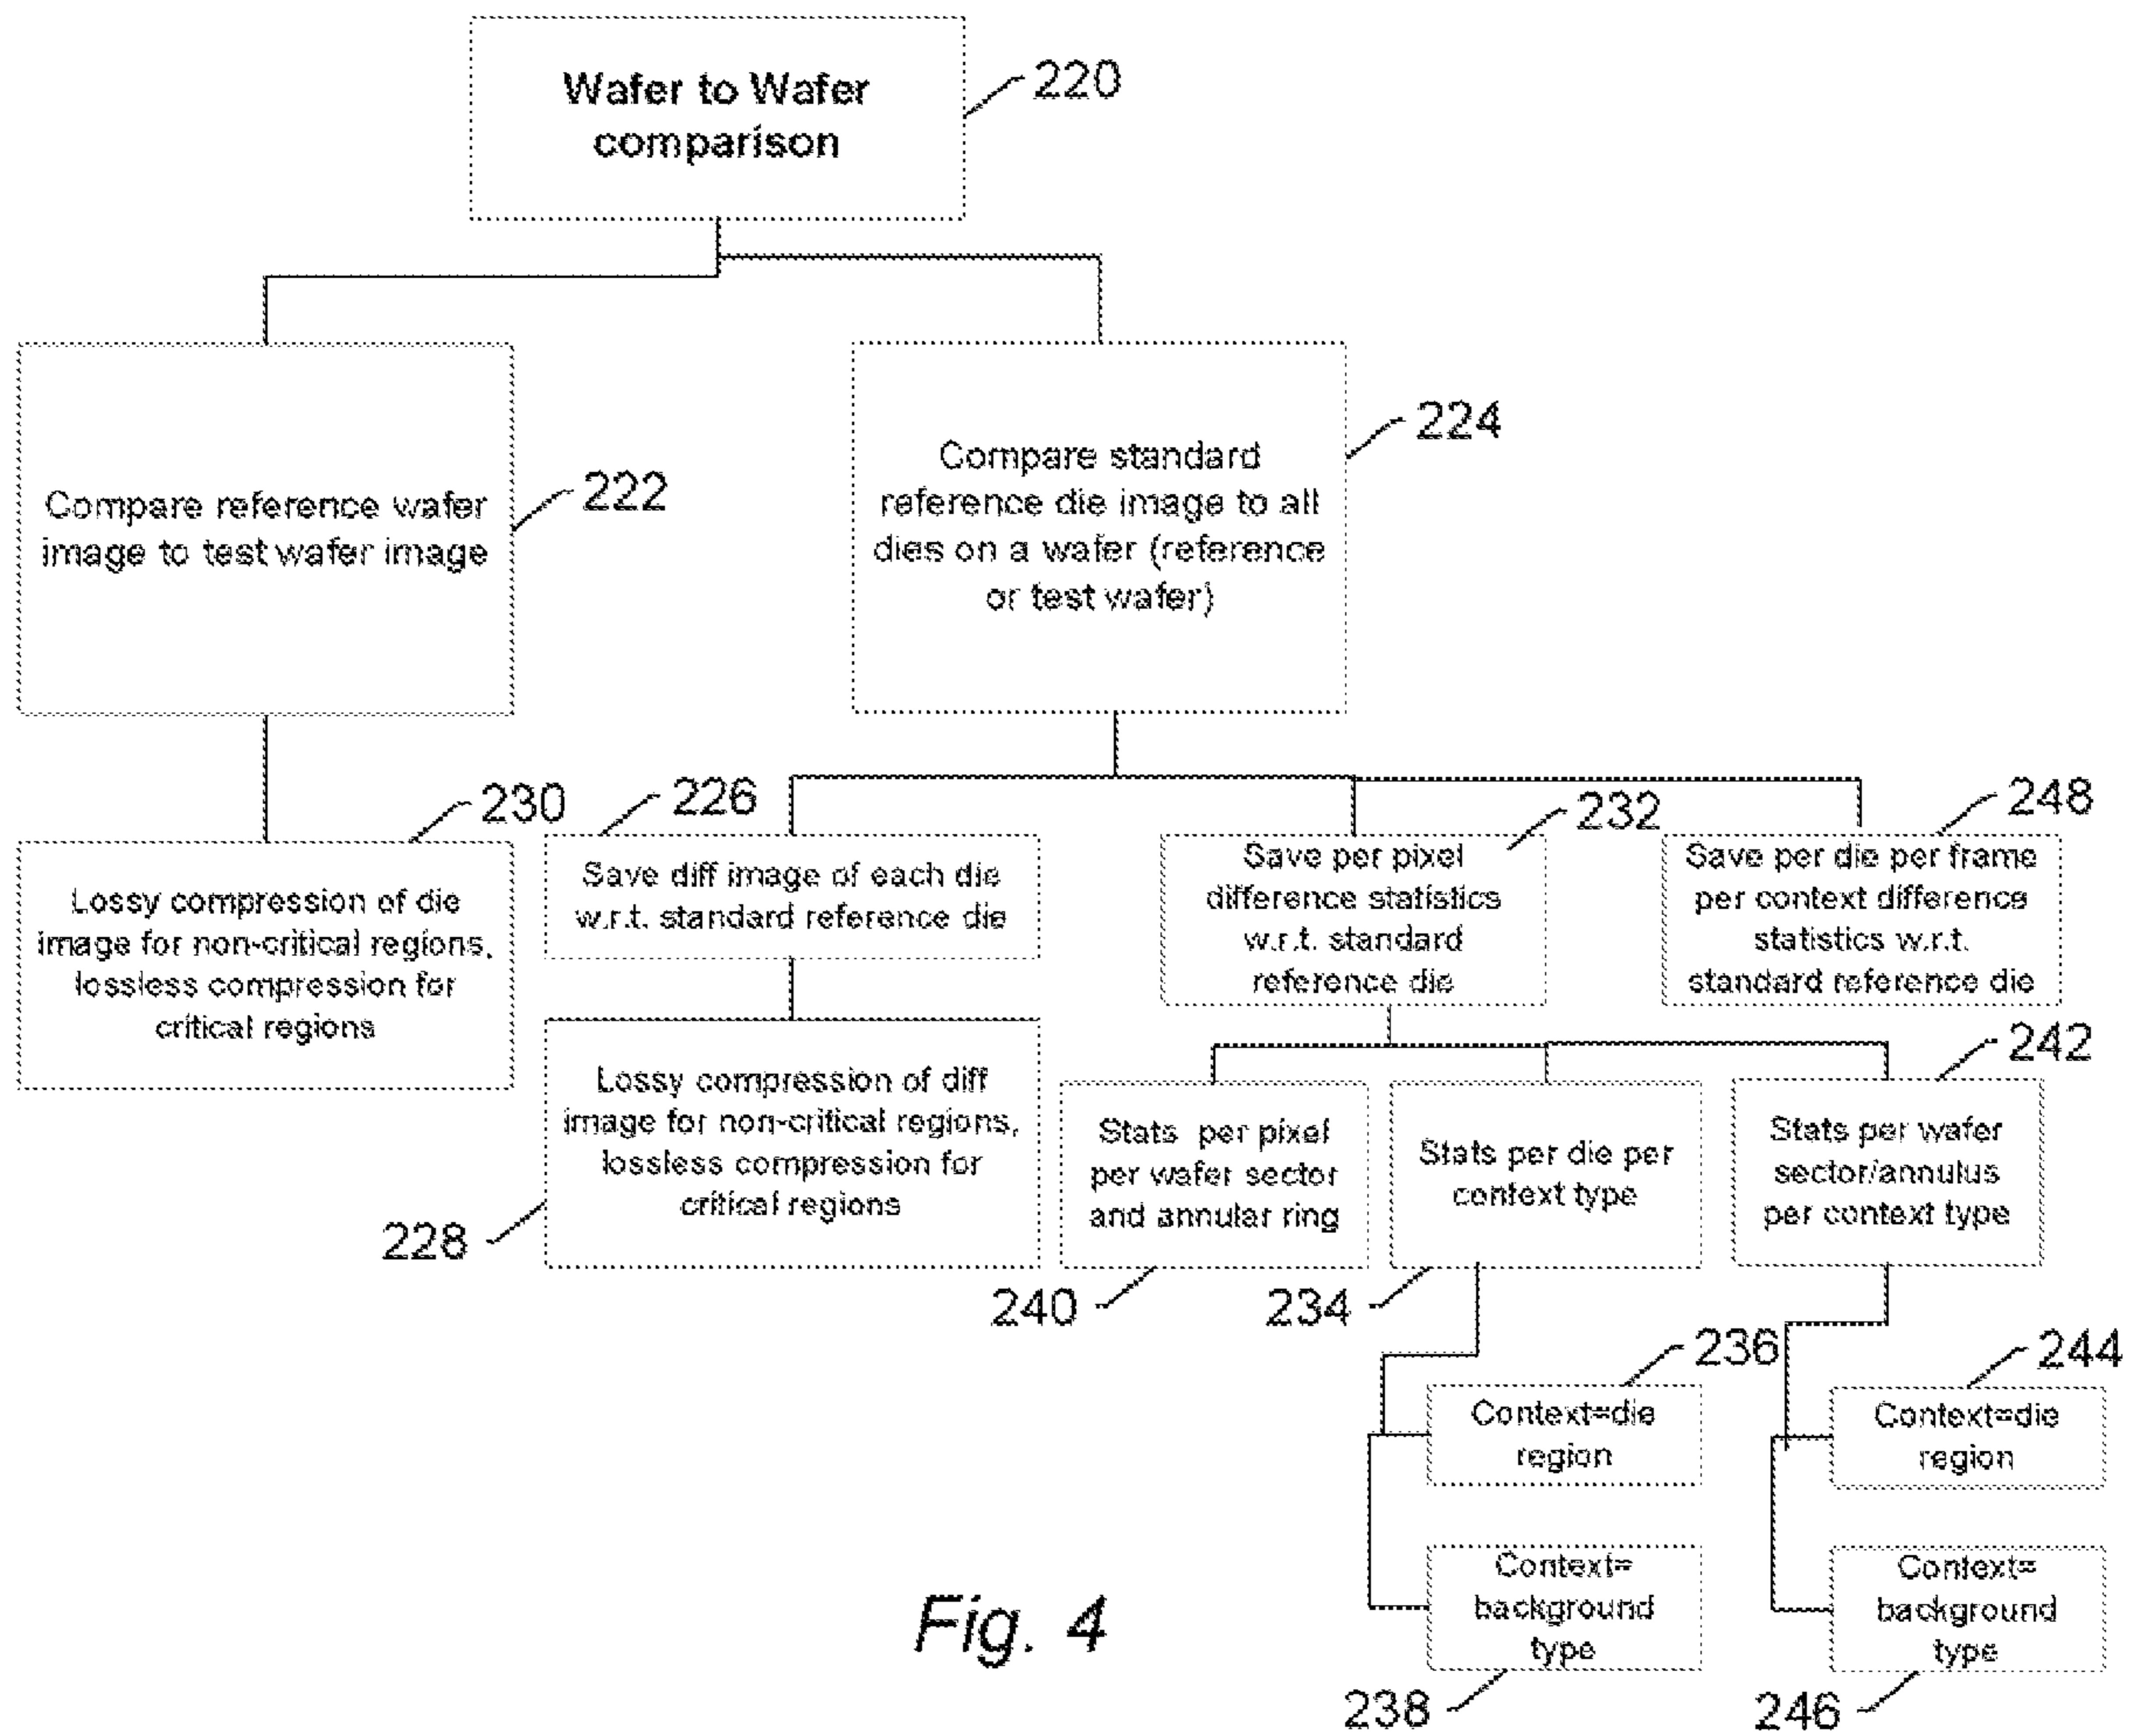 Wafer to Wafer
comparison
220
Compare reference wafer
image to test wafer image
222
Compare standard
reference die image to all
dies on a wafer (reference
or test wafer)
224
230
Lossy compression of die
image for non-critical regions,
lossless compression for
critical regions
226
Save diff image of each die
w.r.t. standard reference die
232
Save per pixel
difference statistics
w.r.t. standard
reference die
248
Save per die per frame
per context difference
statistics w.r.t.
standard reference die
Lossy compression of diff
image for non-critical regions,
lossless compression for
critical regions
228
Stats per pixel
per wafer sector
and annular ring
240
Stats per die per
context type
234
242
Stats per wafer
sector/annulus
per context type
236
Context=die
region
244
Context=die
region
Context=
background
type
238
Context=
background
type
246
Fig. 4